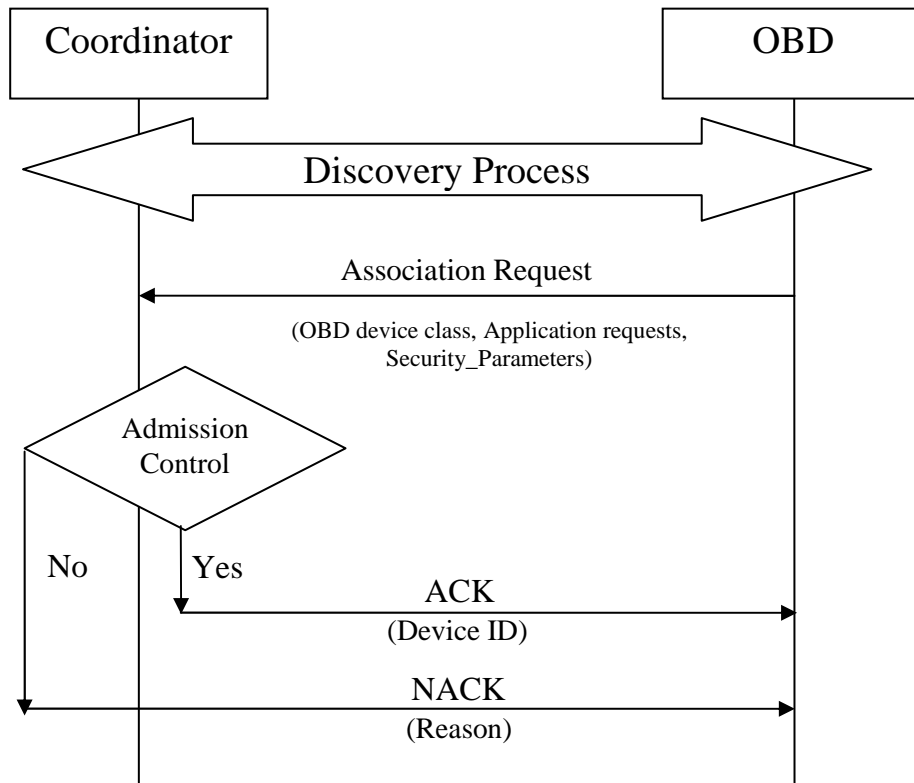 Coordinator
OBD
Discovery Process
Association Request
(OBD device class, Application requests,
Security_Parameters)
Admission
Control
No
Yes
ACK
(Device ID)
NACK
(Reason)